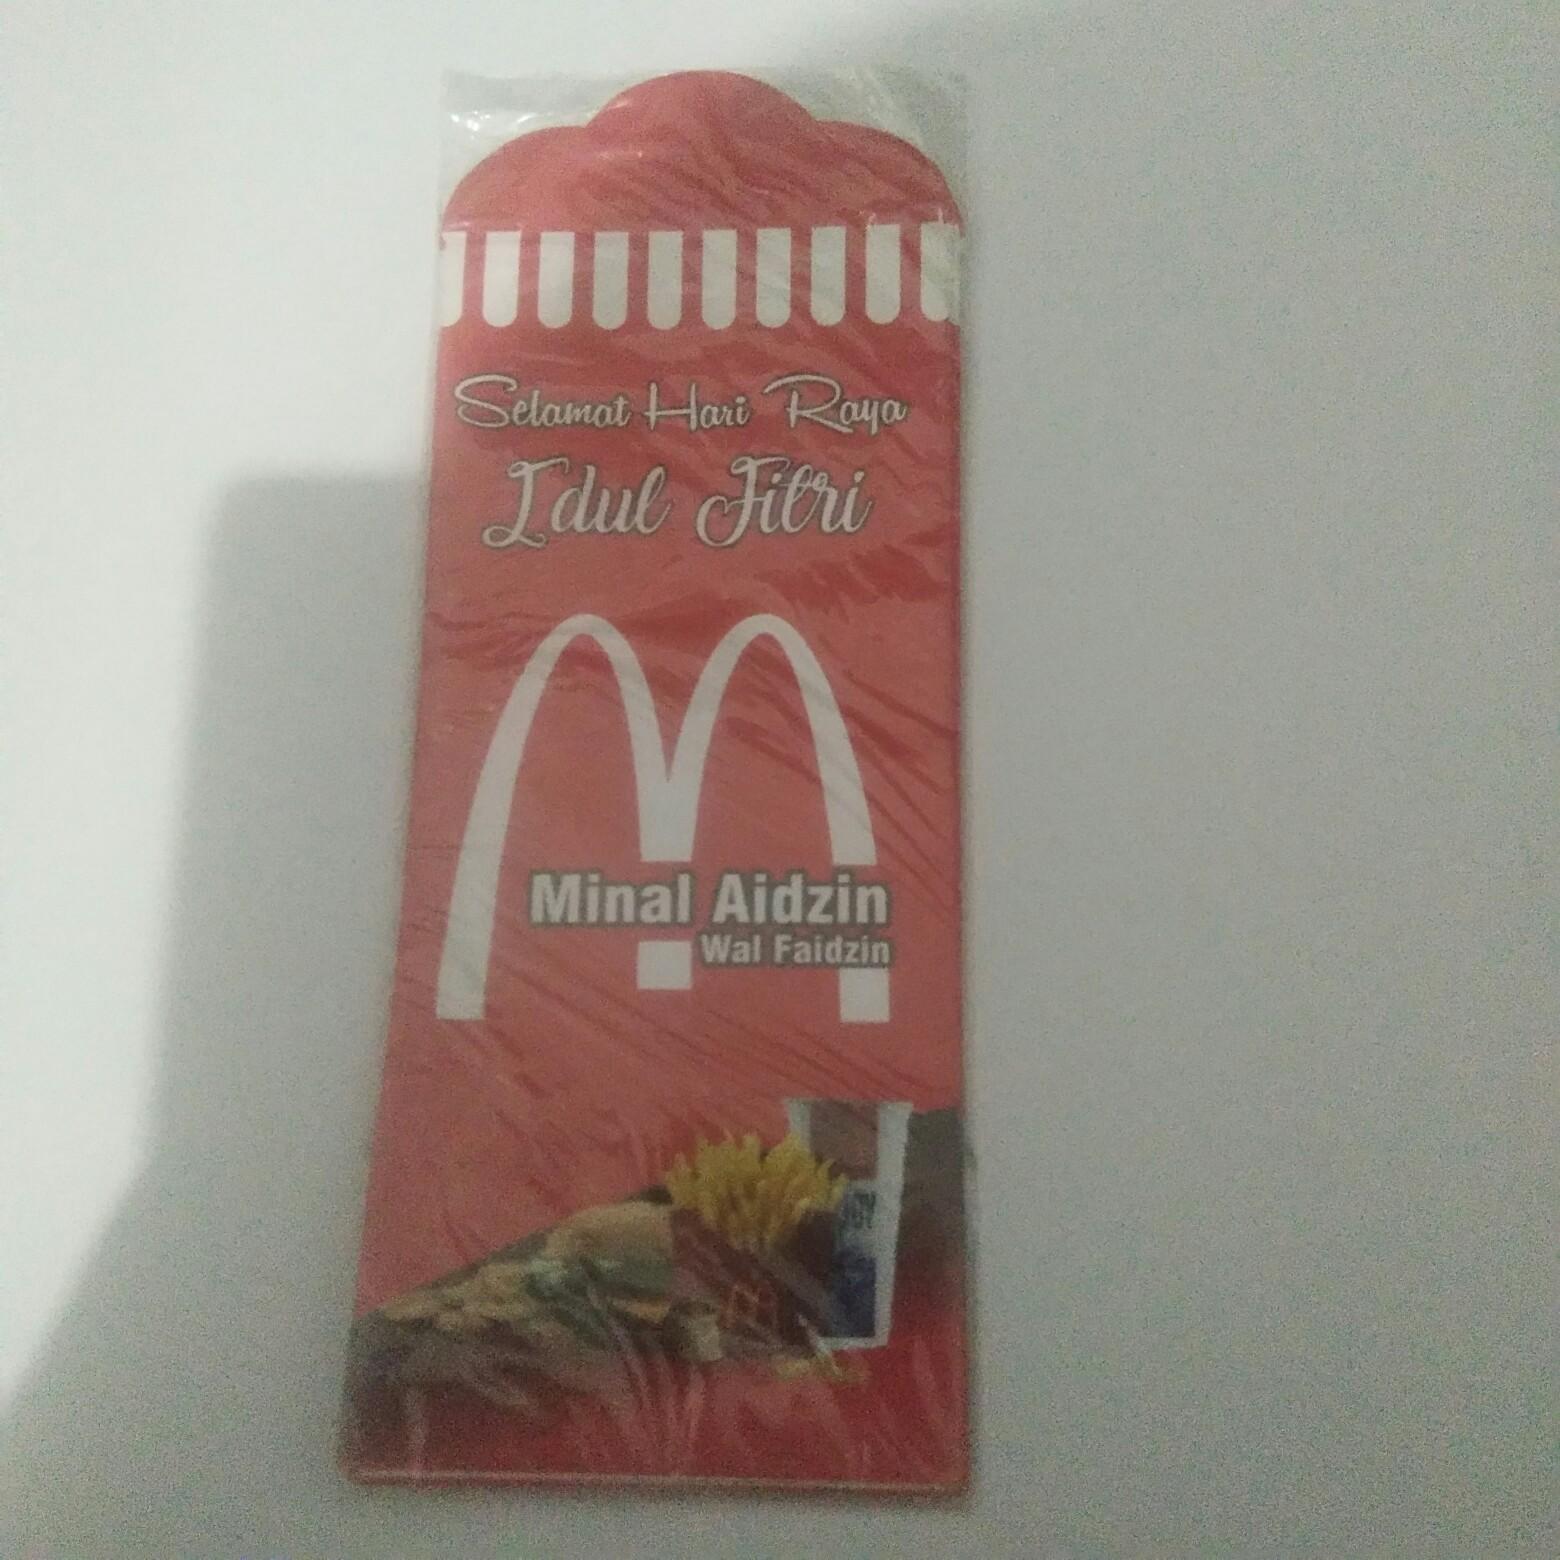 Selamat Hari Raya
Idul Fitri
Minal Aidzin
Wal Faidzin